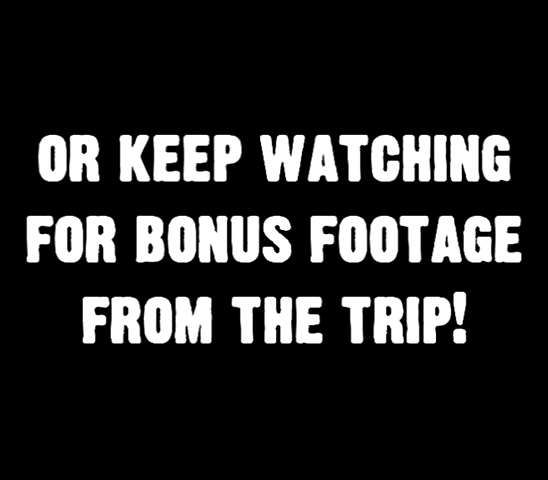 OR KEEP WATCHING
FOR BONUS FOOTAGE
FROM THE TRIP!